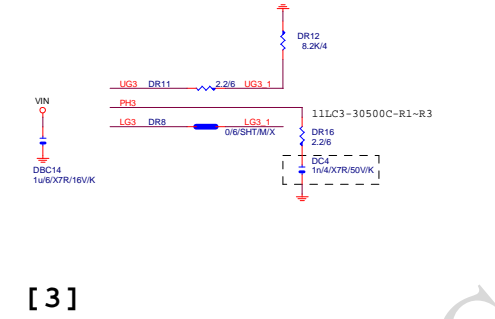 DR12
8.2K/4
UG3 DR11 2.2/6 UG3_1
VIN
PH3
11LC3-30500C-R1~R3
LG3 DR8 LG3_1
0/6/SHT/M/X
DR16
2.2/6
DC4
1n/4/X7R/50V/K
DBC14
1u/6/X7R/16V/K
[3]